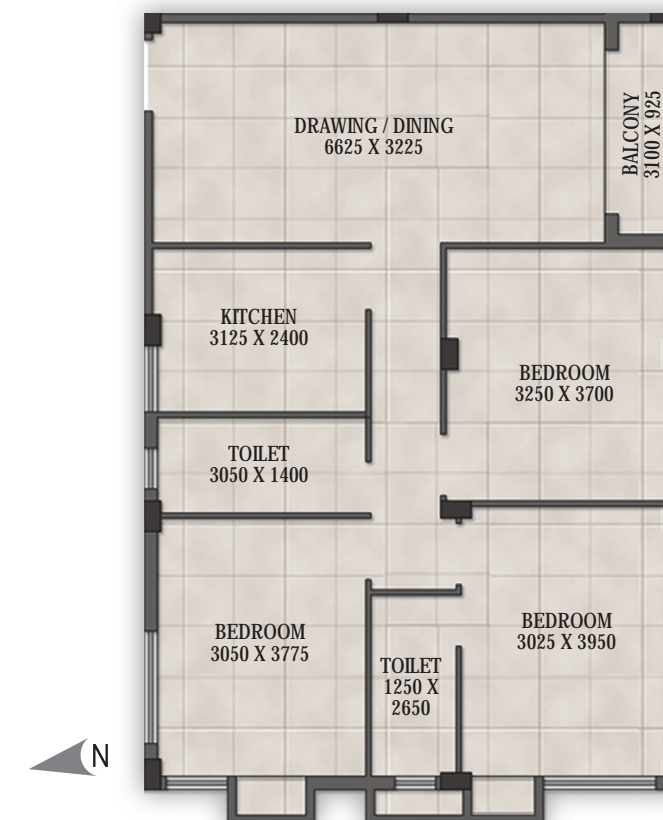 DRAWING / DINING
6625 X 3225
BALCONY
3100 X 925
KITCHEN
3125 X 2400
BEDROOM
3250 X 3700
TOILET
3050 X 1400
BEDROOM
3050 X 3775
TOILET
1250 X
2650
BEDROOM
3025 X 3950
N